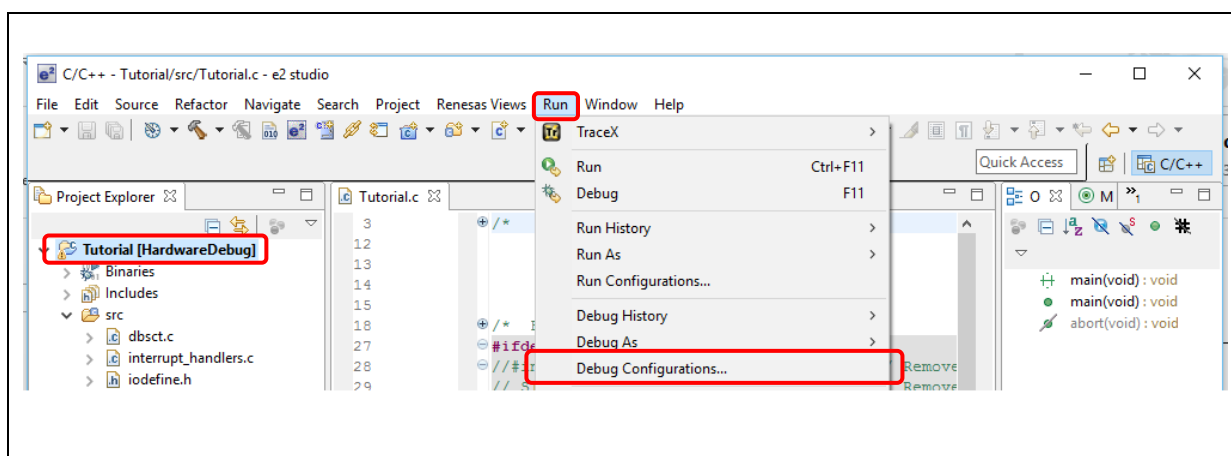 C/C++ - Tutorial/src/Tutorial.c - e2 studio
File Edit Source Refactor Navigate Search Project Renesas Views Run Window Help
TraceX
Quick Access C/C++
Run Ctrl+F11
Debug F11
Run History
Run As
Run Configurations...
Debug History
Debug As
Debug Configurations...
Project Explorer
Tutorial [HardwareDebug]
Binaries
Includes
src
dbsct.c
interrupt_handlers.c
iodefine.h
Tutorial.c
3 /*
12
13
14
15
18 /*
27 #ifde
28 Remove
29 Remove
O M
main(void) : void
main(void) : void
abort(void) : void